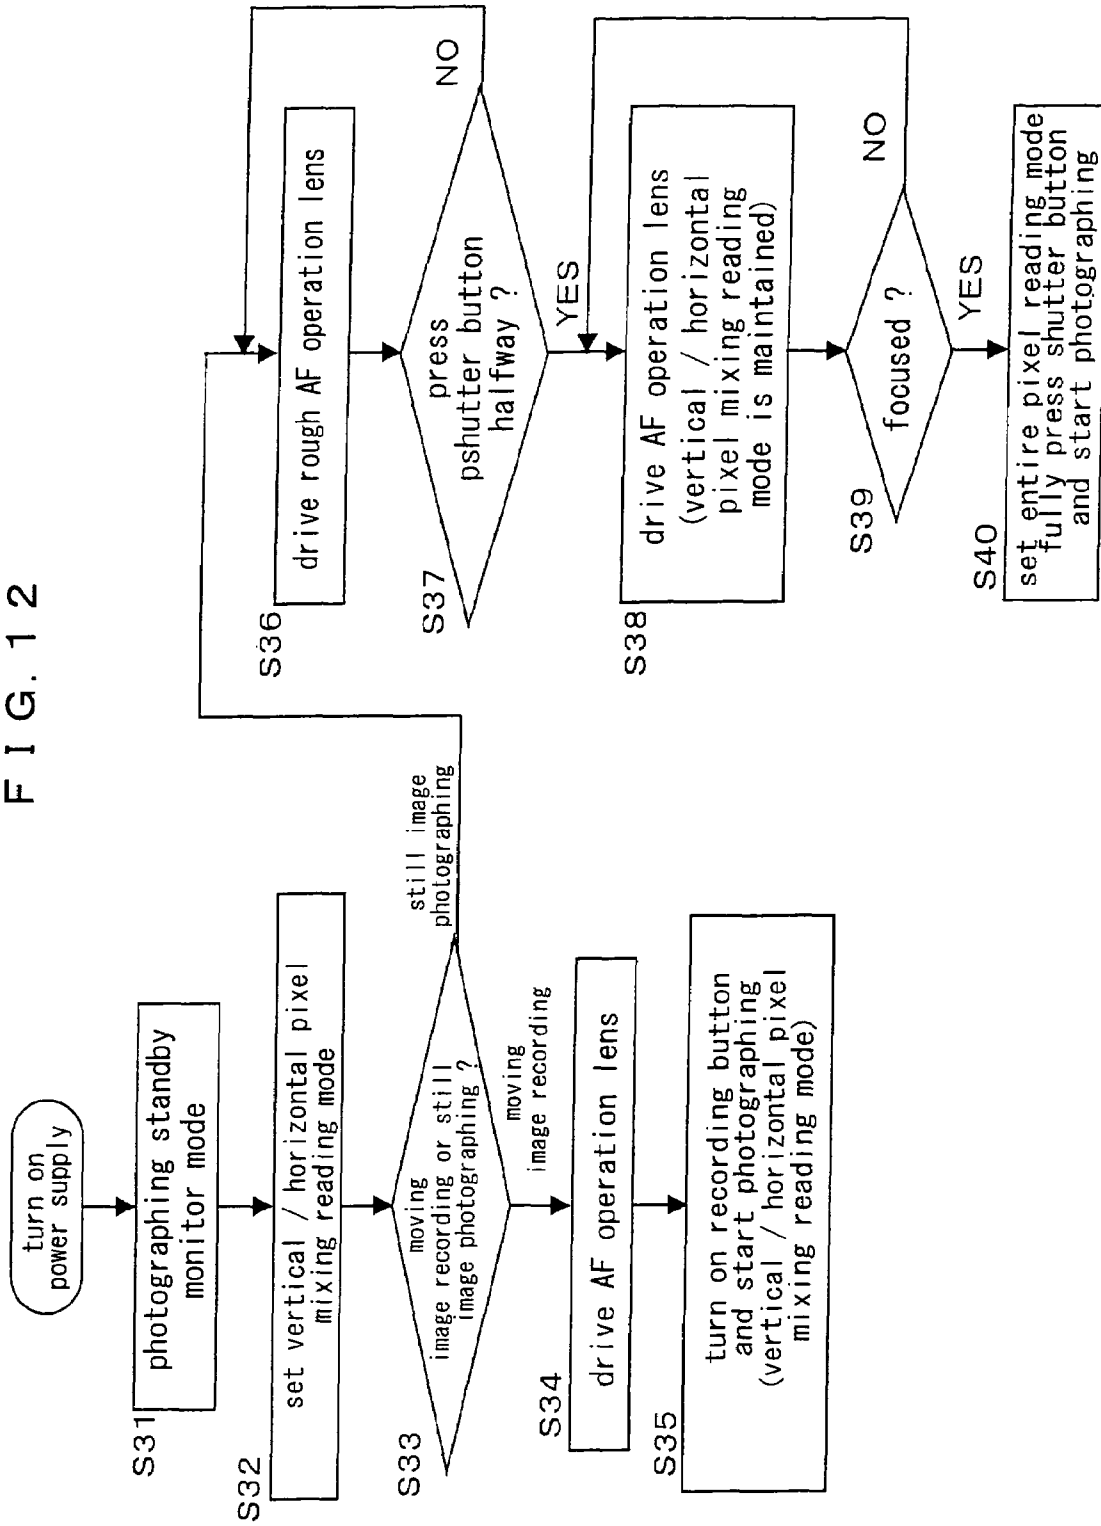 FIG. 12
turn on
power supply
S31
photographing standby
monitor mode
S32
set vertical / horizontal pixel
mixing reading mode
S33
moving
image recording or still
image photographing ?
still image
photographing
moving
image recording
S34
drive AF operation lens
S35
turn on recording button
and start photographing
(vertical / horizontal pixel
mixing reading mode)
S36
drive rough AF operation lens
S37
press
pshutter button
halfway ?
NO
YES
S38
drive AF operation lens
(vertical / horizontal
pixel mixing reading
mode is maintained)
S39
focused ?
NO
YES
S40
set entire pixel reading mode
fully press shutter button
and start photographing